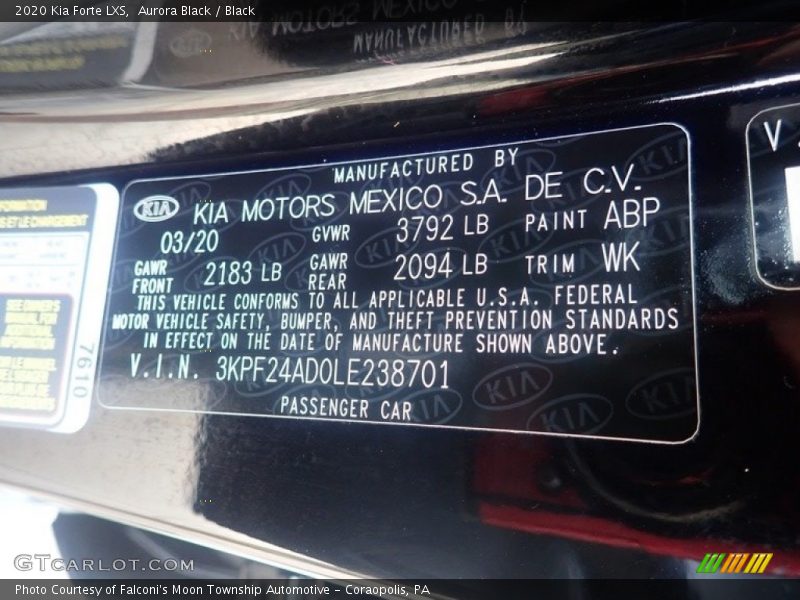 2020 Kia Forte LXS, Aurora Black / Black
MANUFACTURED BY
KIA KIA MOTORS MEXICO S.A. DE C.V.
03/20 GVWR 3792 LB PAINT ABP
GAWR FRONT 2183 LB GAWR REAR 2094 LB TRIM WK
THIS VEHICLE CONFORMS TO ALL APPLICABLE U.S.A. FEDERAL
MOTOR VEHICLE SAFETY, BUMPER, AND THEFT PREVENTION STANDARDS
IN EFFECT ON THE DATE OF MANUFACTURE SHOWN ABOVE.
V.I.N. 3KPF24AD0LE238701
PASSENGER CAR
7610
V.
GTCARLOT.COM
Photo Courtesy of Falconi's Moon Township Automotive - Coraopolis, PA